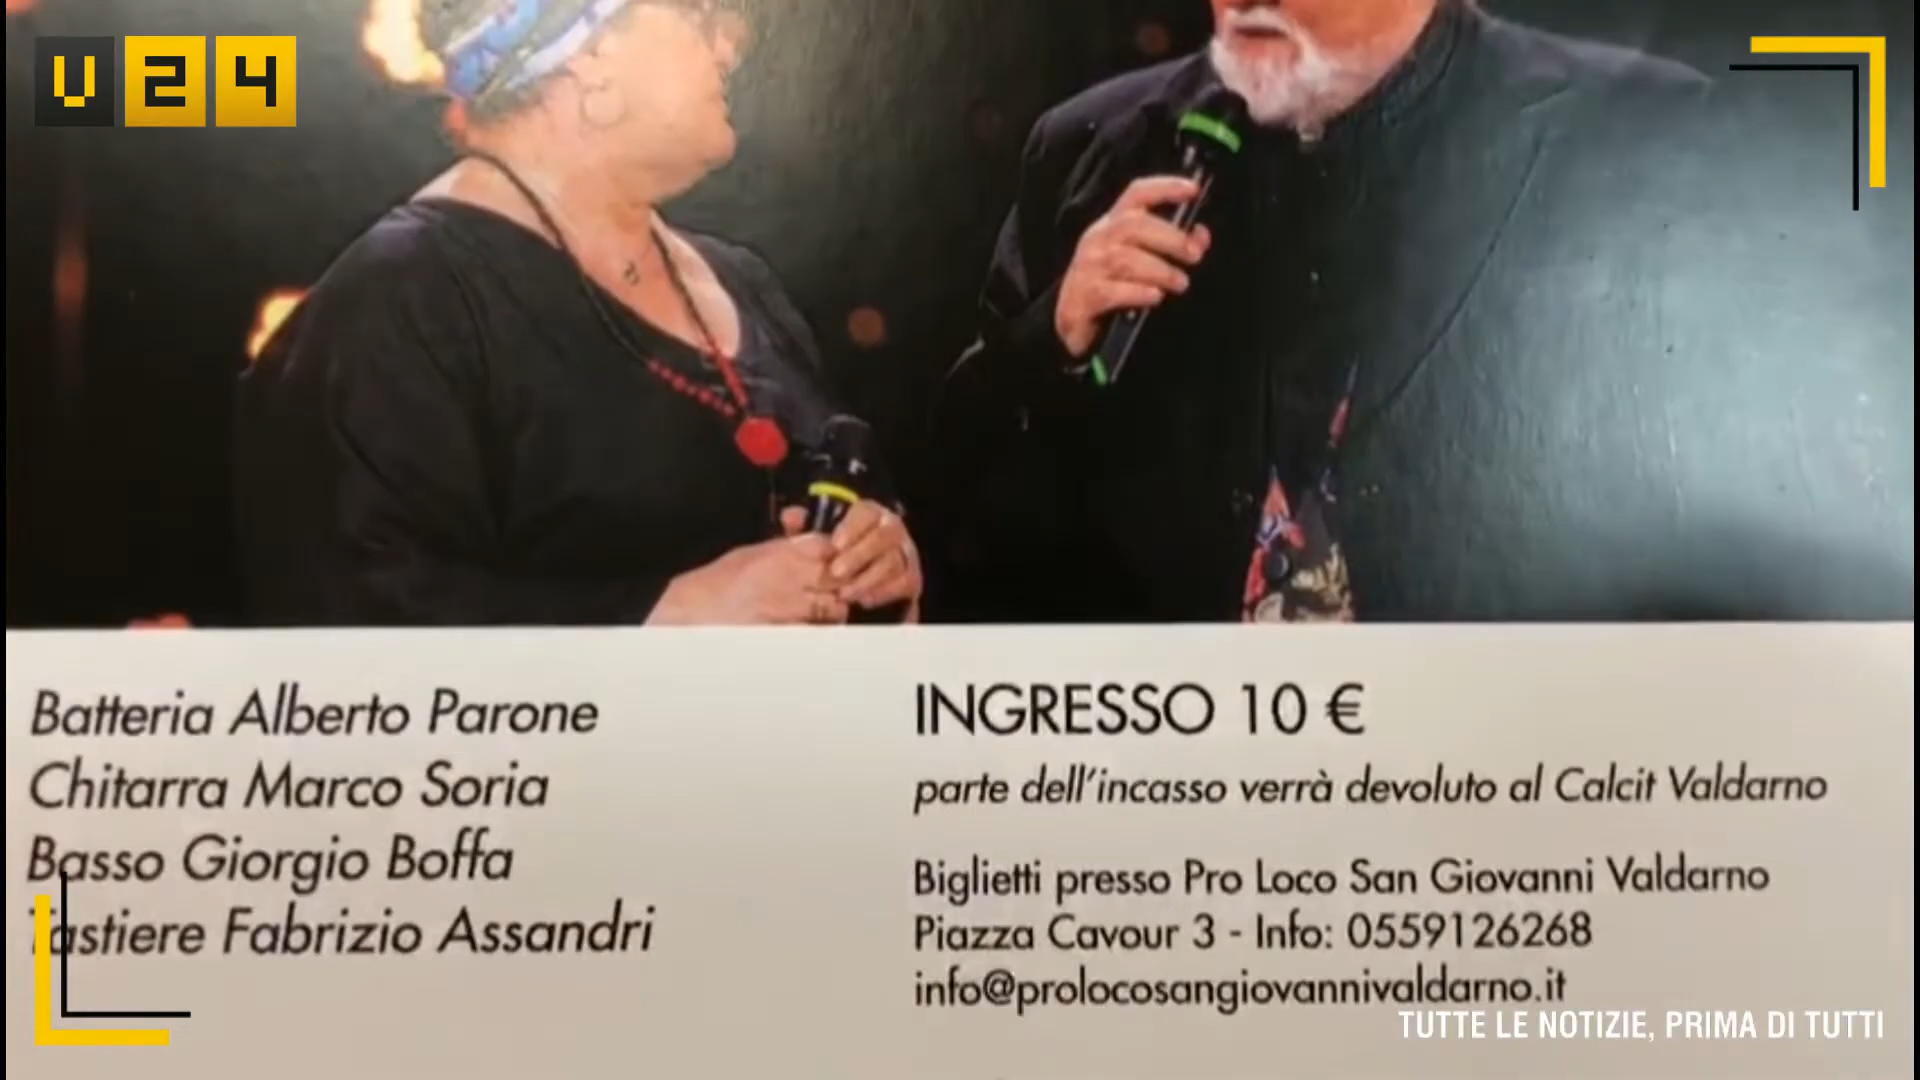 V24
Batteria Alberto Parone
Chitarra Marco Soria
Basso Giorgio Boffa
Tastiere Fabrizio Assandri
INGRESSO 10 €
parte dell'incasso verrà devoluto al Calcit Valdarno
Biglietti presso Pro Loco San Giovanni Valdarno
Piazza Cavour 3 - Info: 0559126268
info@prolocosangiovannivaldarno.it
TUTTE LE NOTIZIE, PRIMA DI TUTTI